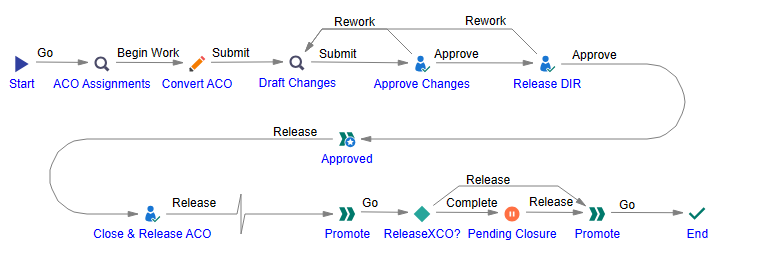 Rework
Rework
Go
Begin Work
Submit
Submit
Approve
Approve
Start
ACO Assignments
Convert ACO
Draft Changes
Approve Changes
Release DIR
Release
Approved
Release
Release
Go
Complete
Release
Go
Close & Release ACO
Promote
ReleaseXCO?
Pending Closure
Promote
End